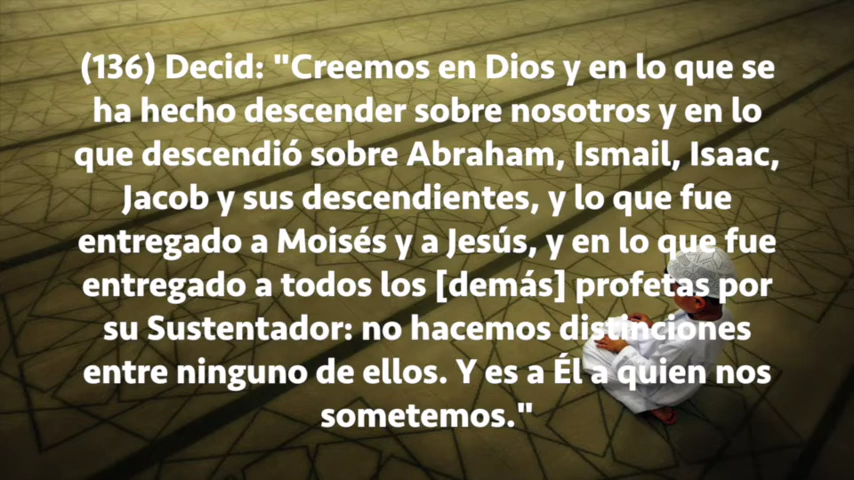 (136) Decid: "Creemos en Dios y en lo que se
ha hecho descender sobre nosotros y en lo
que descendió sobre Abraham, Ismail, Isaac,
Jacob y sus descendientes, y lo que fue
entregado a Moisés y a Jesús, y en lo que fue
entregado a todos los [demás] profetas por
su Sustentador: no hacemos distinciones
entre ninguno de ellos. Y es a Él a quien nos
sometemos."